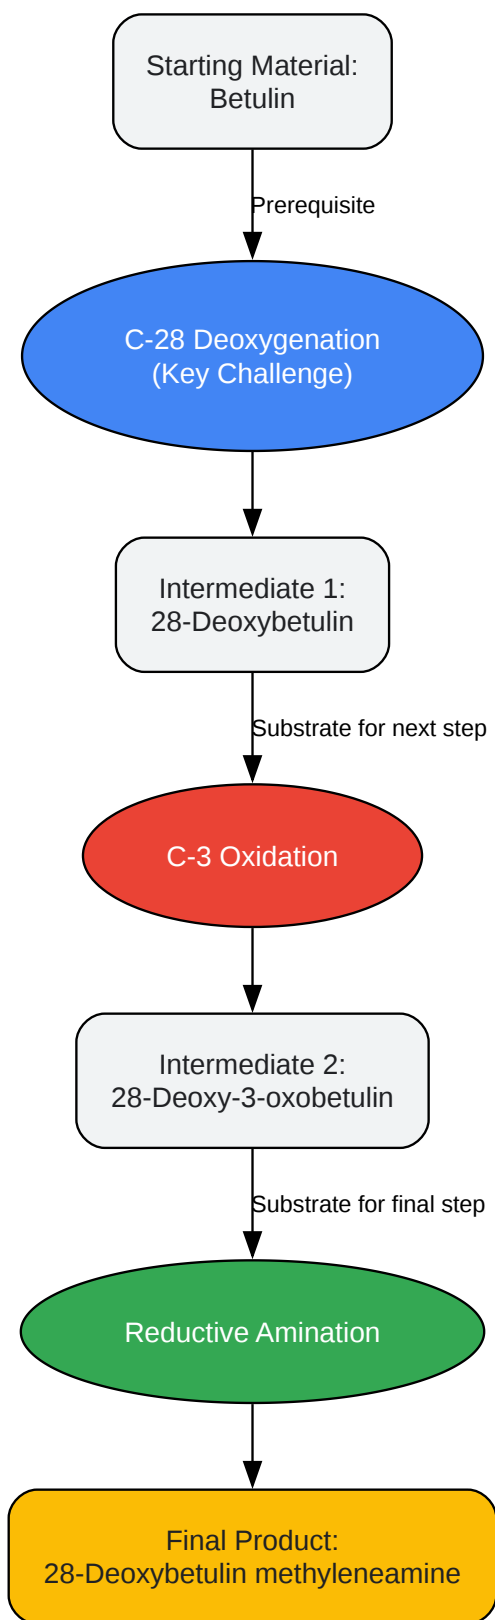 Starting Material:
Betulin
Prerequisite
C-28 Deoxygenation
(Key Challenge)
Intermediate 1:
28-Deoxybetulin
Substrate for next step
C-3 Oxidation
Intermediate 2:
28-Deoxy-3-oxobetulin
Substrate for final step
Reductive Amination
Final Product:
28-Deoxybetulin methyleneamine